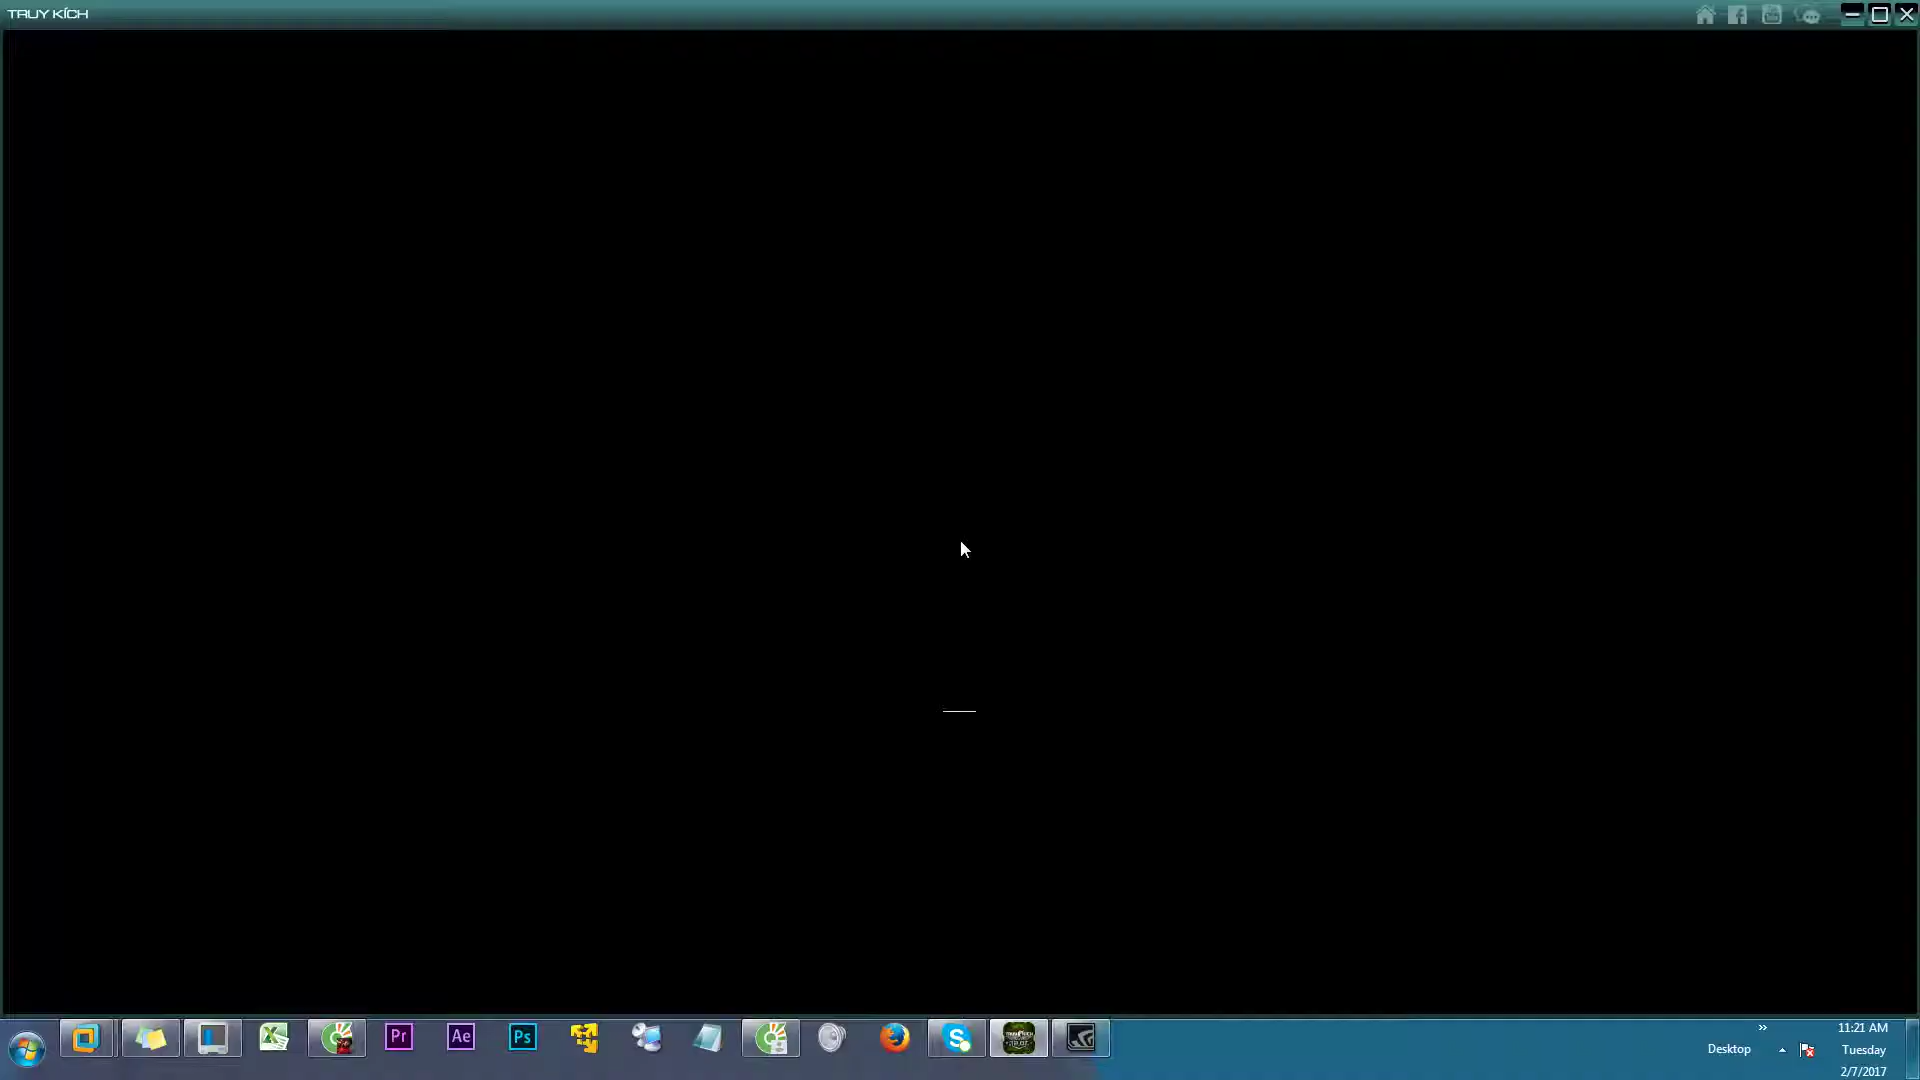 TRUY KÍCH
Pr
Ae
Ps
S
Desktop
11:21 AM
Tuesday
2/7/2017